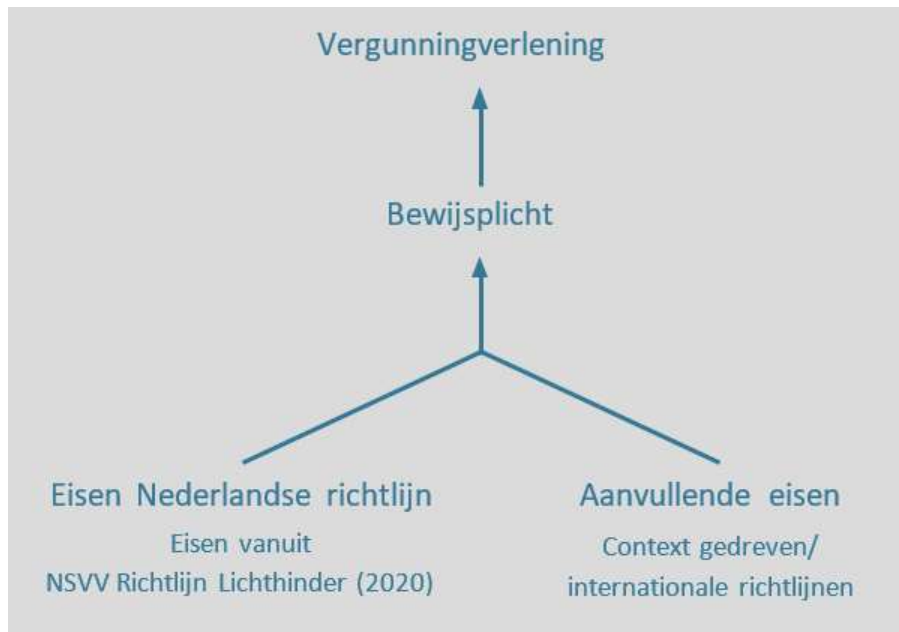 Vergunningverlening
Bewijsplicht
Eisen Nederlandse richtlijn
Eisen vanuit
NSVV Richtlijn Lichthinder (2020)
Aanvullende eisen
Context gedreven/
internationale richtlijnen